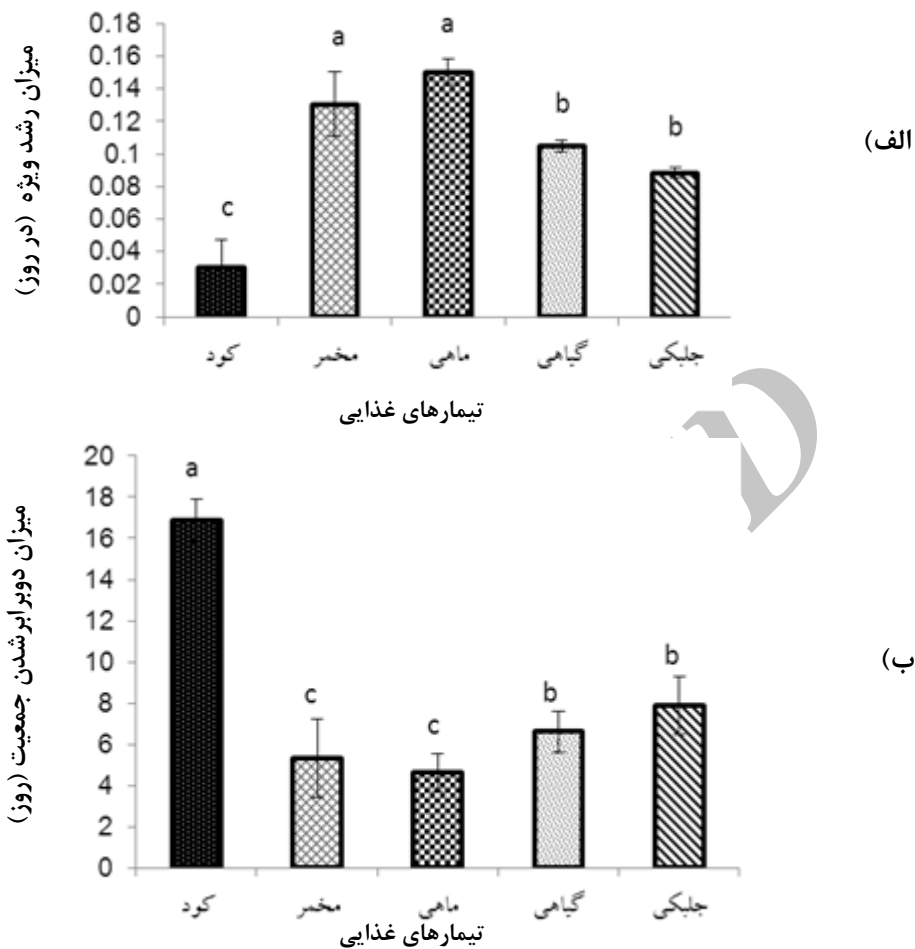 الف)
میزان رشد ویژه (در روز)
0.18
0.16
0.14
0.12
0.1
0.08
0.06
0.04
0.02
0
c
a
a
b
b
کود
مخمر
ماهی
گیاهی
جلبکی
تیمارهای غذایی
ب)
میزان دوبرابرشدن جمعیت (روز)
20
18
16
14
12
10
8
6
4
2
0
a
c
c
b
b
کود
مخمر
ماهی
گیاهی
جلبکی
تیمارهای غذایی